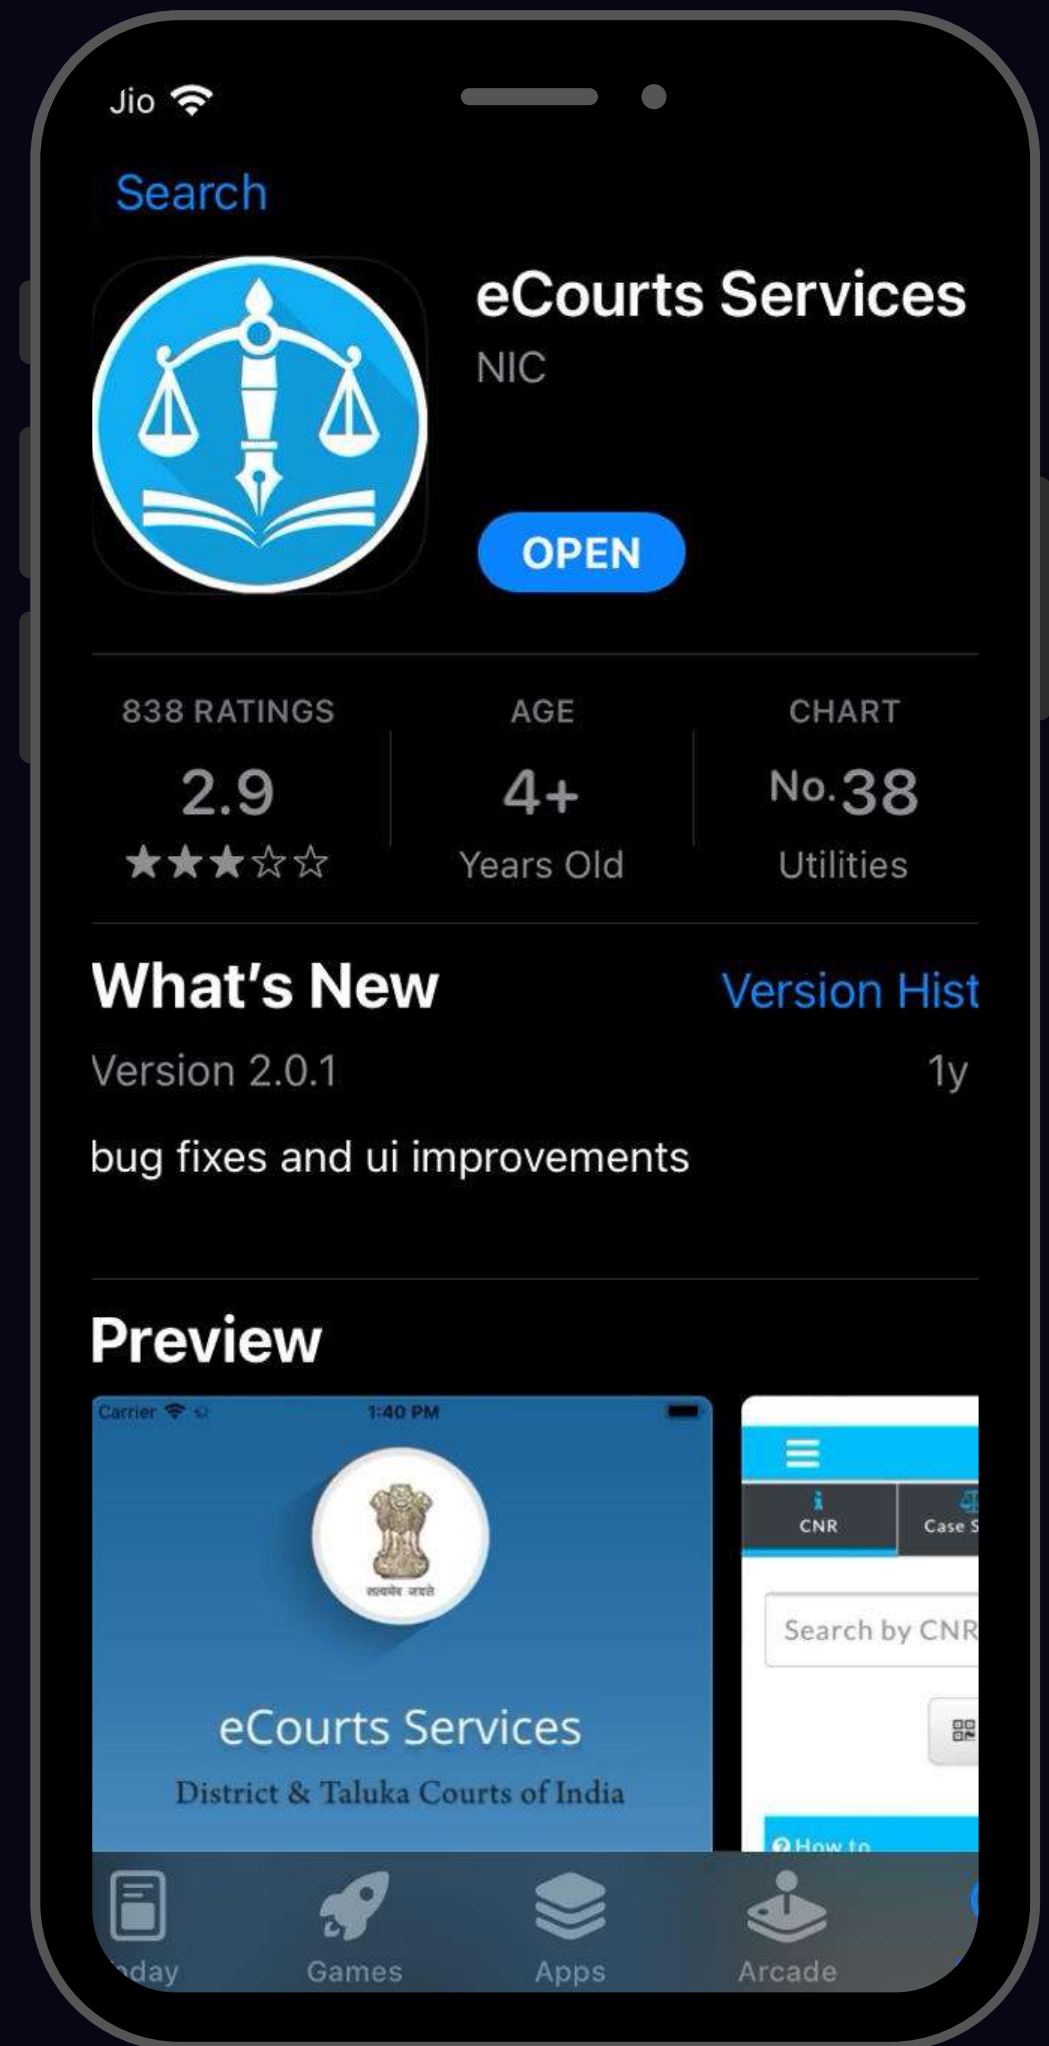 Jio
Search
eCourts Services
NIC
OPEN
838 RATINGS
AGE
CHART
2.9
4+
No.38
Years Old
Utilities
What's New
Version Hist
Version 2.0.1
1y
bug fixes and ui improvements
Preview
Carrier
1:40 PM
सत्यमेव जयते
eCourts Services
District & Taluka Courts of India
CNR
Case S
Search by CNR
How to
oday
Games
Apps
Arcade